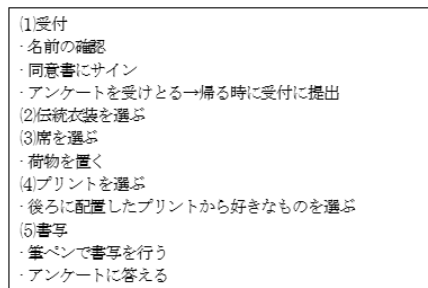 (1)受付
・名前の確認
・同意書にサイン
・アンケートを受けとる→帰る時に受付に提出
(2)伝統衣装を選ぶ
(3)席を選ぶ
・荷物を置く
(4)プリントを選ぶ
・後ろに配置したプリントから好きなものを選ぶ
(5)書写
・筆ペンで書写を行う
・アンケートに答える